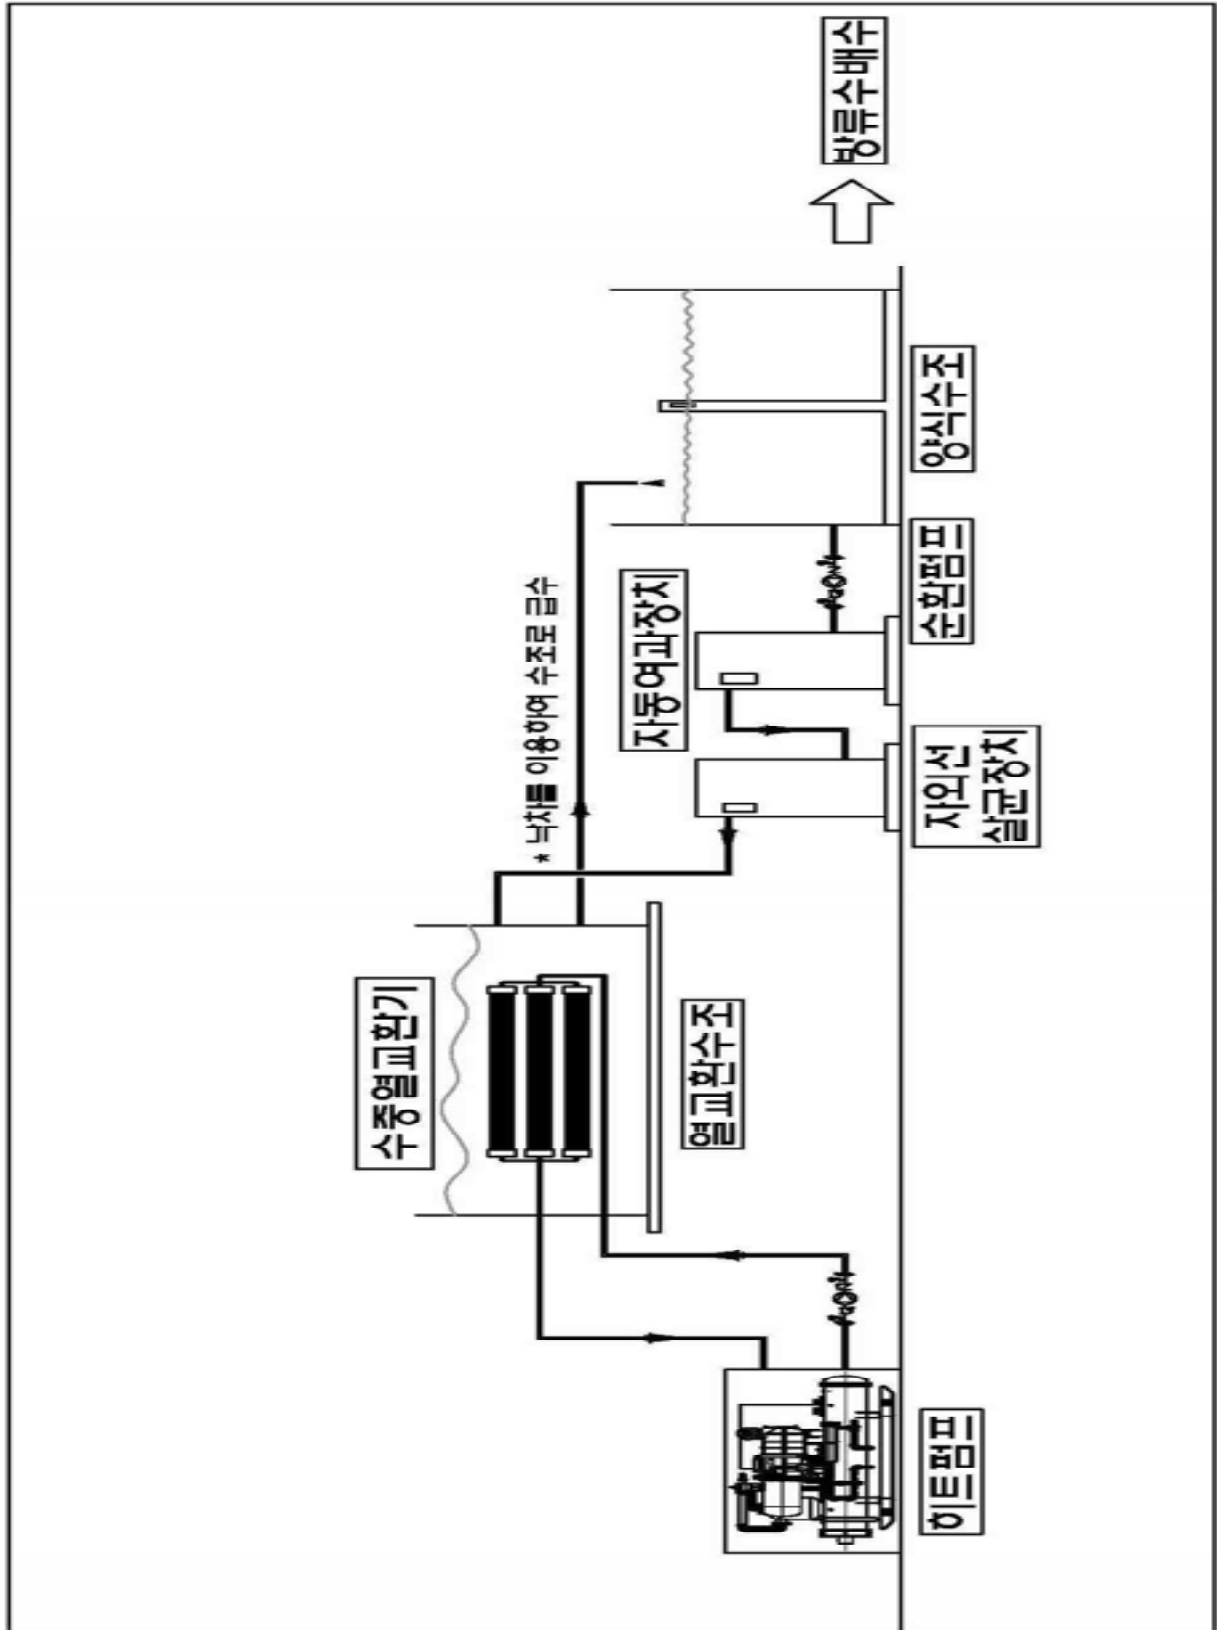 수중열교환기
* 낙차를 이용하여 수조로 급수
자동여과장치
방류수배수
열교환수조
히트펌프
자외선
살균장치
순환펌프
양식수조